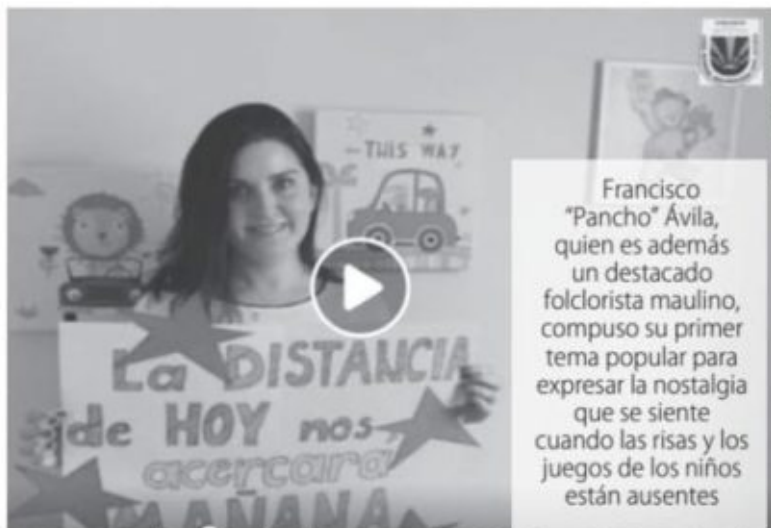 THIS WAY
La DISTANCIA
de HOY nos
acercara
MAÑANA
Francisco
"Pancho" Ávila,
quien es además
un destacado
folclorista maulino,
compuso su primer
tema popular para
expresar la nostalgia
que se siente
cuando las risas y los
juegos de los niños
están ausentes